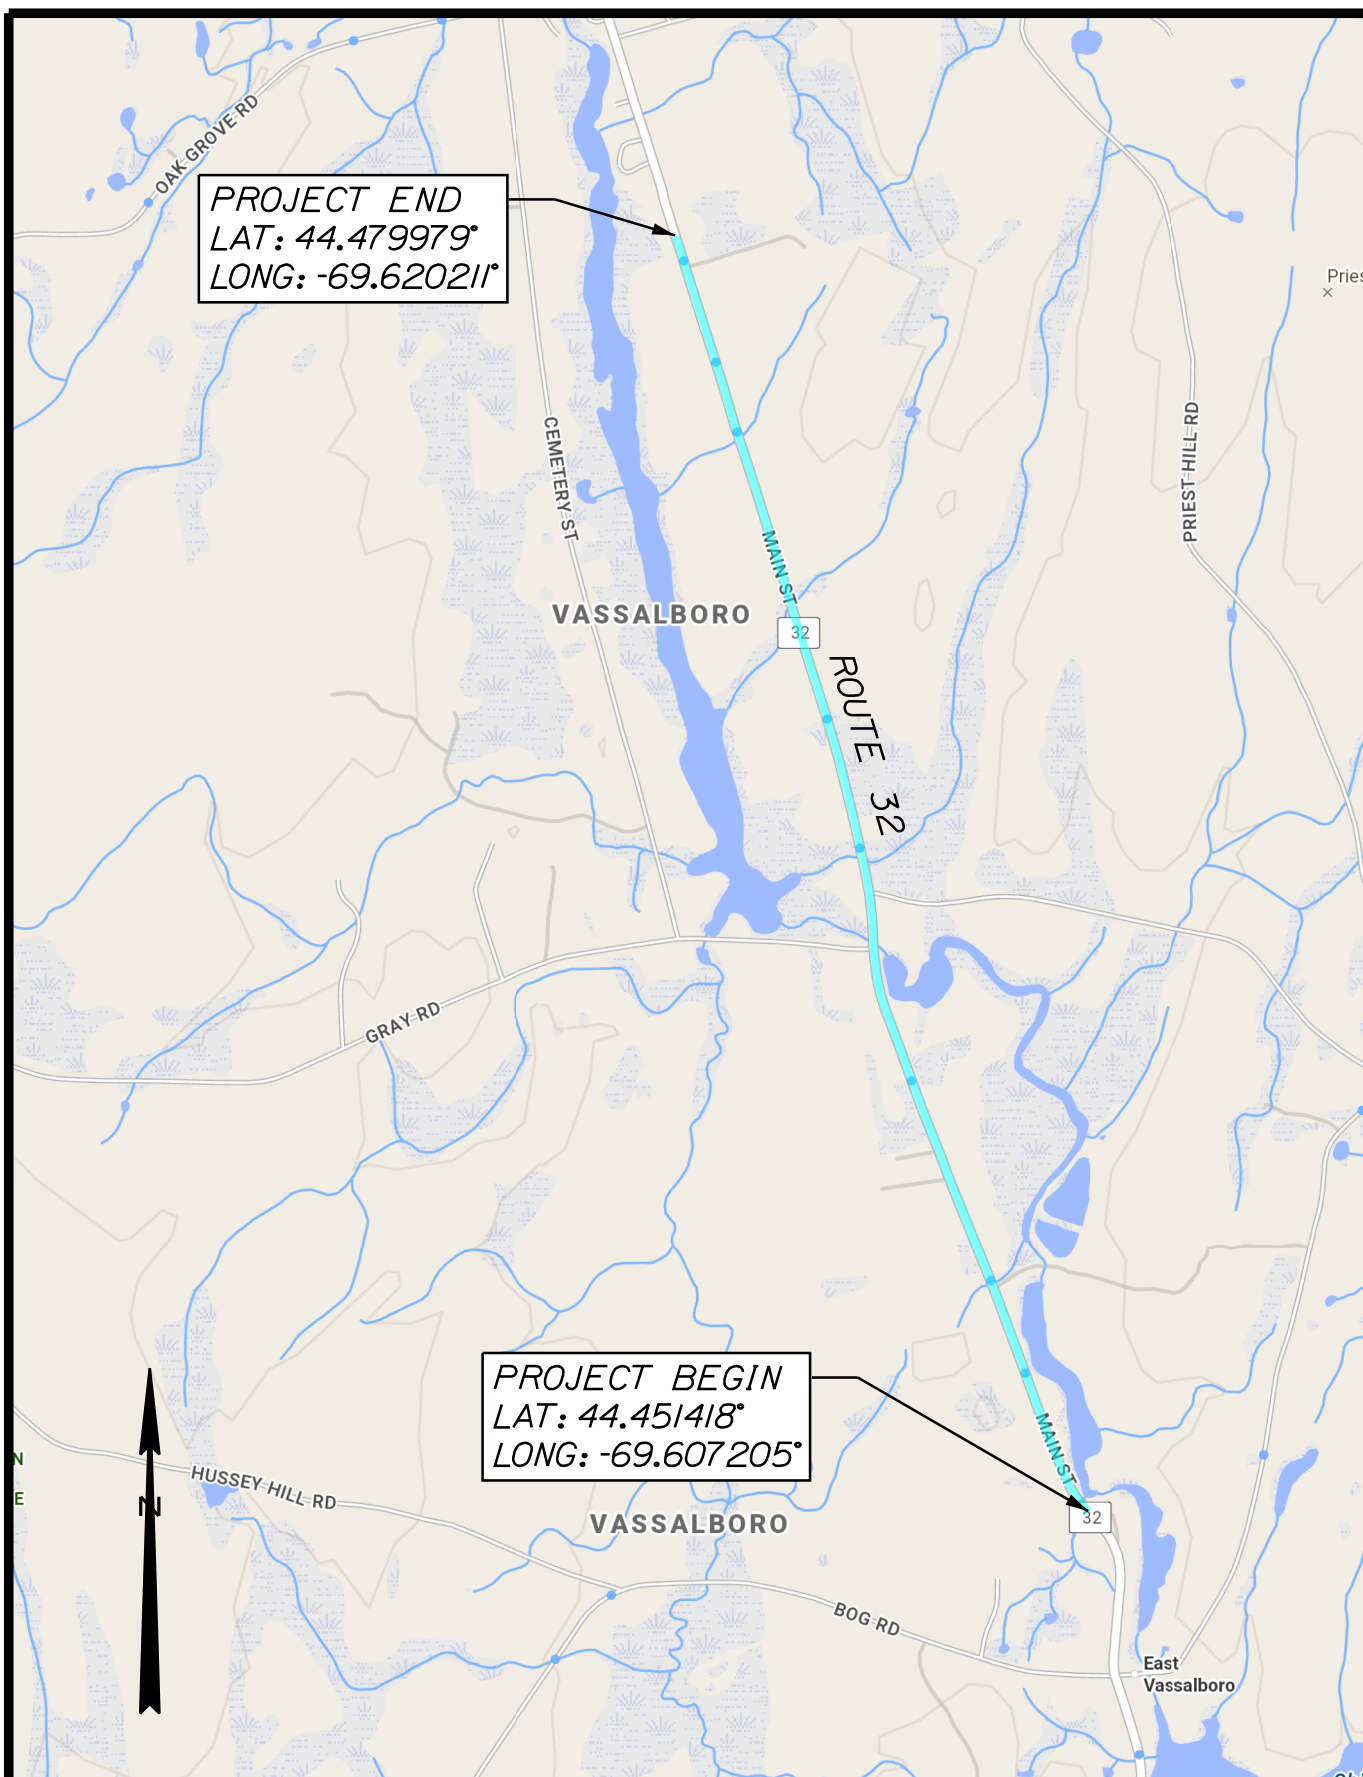 OAK GROVE RD
PROJECT END
LAT: 44.479979°
LONG: -69.620211°
Pries
CEMETERY ST
PRIEST HILL RD
MAIN ST
VASSALBORO
32
ROUTE 32
GRAY RD
PROJECT BEGIN
LAT: 44.451418°
LONG: -69.607205°
MAIN ST
N
E
HUSSEY HILL RD
N
32
VASSALBORO
BOG RD
East
Vassalboro